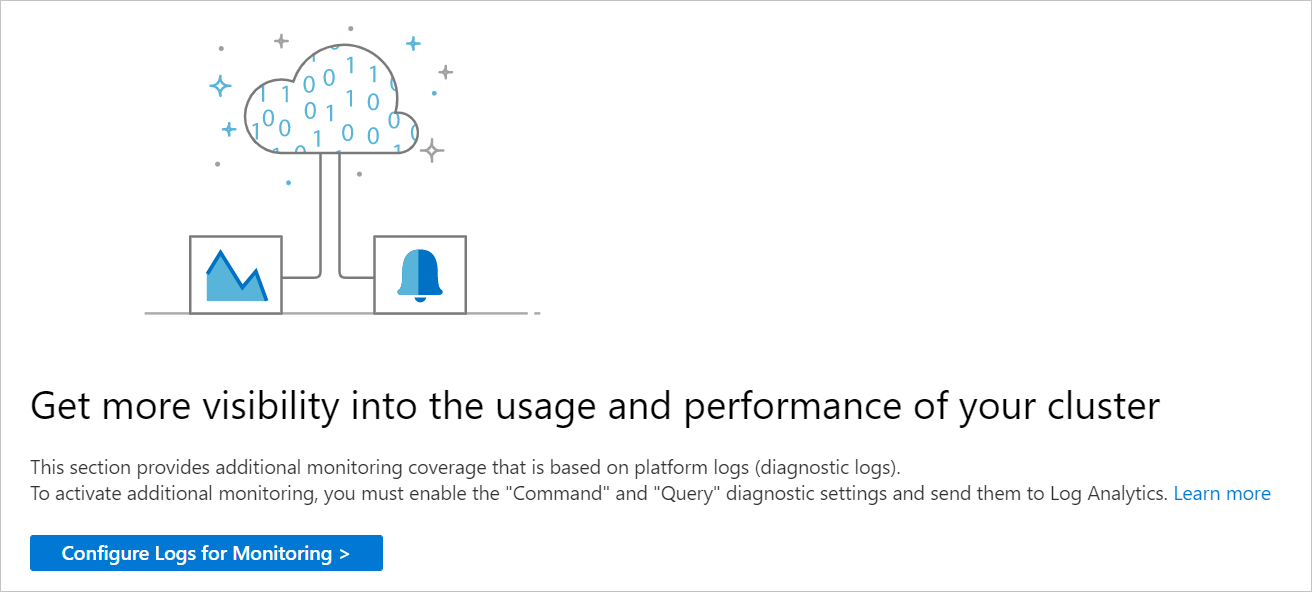 Get more visibility into the usage and performance of your cluster
This section provides additional monitoring coverage that is based on platform logs (diagnostic logs).
To activate additional monitoring, you must enable the "Command" and "Query" diagnostic settings and send them to Log Analytics. Learn more
Configure Logs for Monitoring >